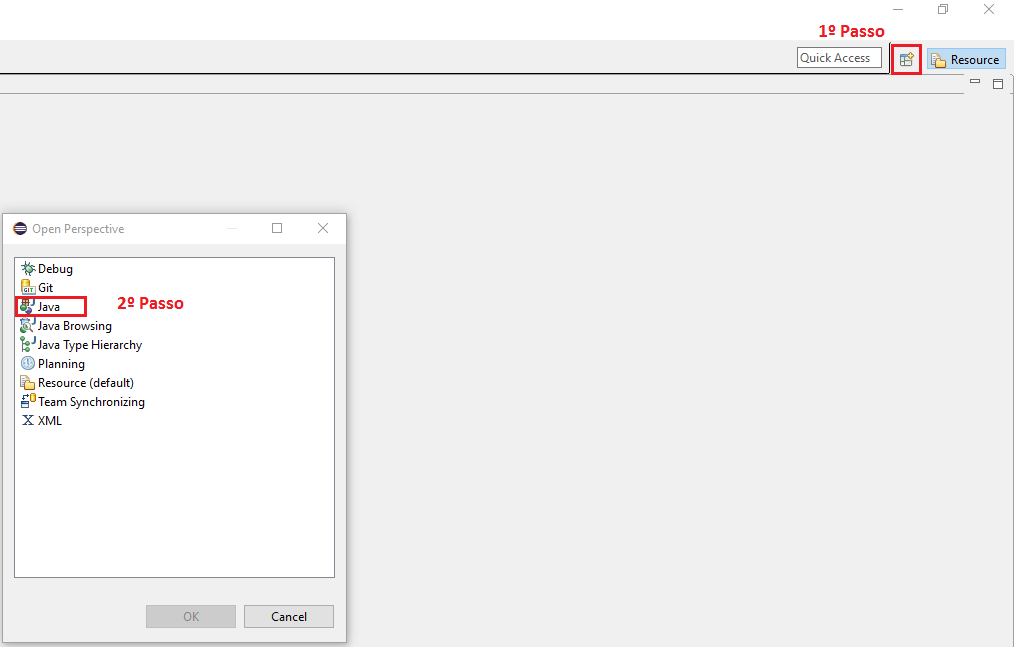 1º Passo
Quick Access
Resource
Open Perspective
Debug
GIT
Git
Java
2º Passo
Java Browsing
Java Type Hierarchy
Planning
Resource (default)
Team Synchronizing
XML
OK
Cancel